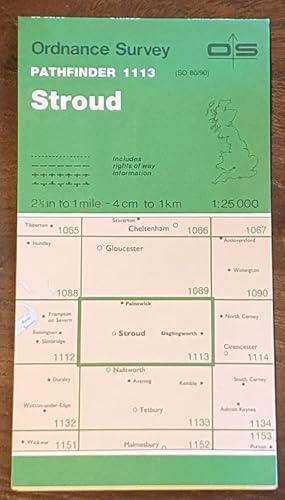 Ordnance Survey
OS
PATHFINDER 1113 (SO 80/90)
Stroud
Includes
rights of way
information
2½ in to 1 mile - 4 cm to 1 km 1:25 000
Tibberton 1065 Staverton Cheltenham 1066 1067
Huntley Gloucester Andoversford
Withington
1088 1089 1090
Frampton on Severn Painswick North Cerney
Eastington Stroud Daglingworth
Slimbridge Cirencester
1112 1113 1114
Dursley Nailsworth South Cerney
Avening Kemble
Wotton-under-Edge Tetbury Ashton Keynes
1132 1133 1134
Wickwar 1151 Malmesbury 1152 1153
Purton